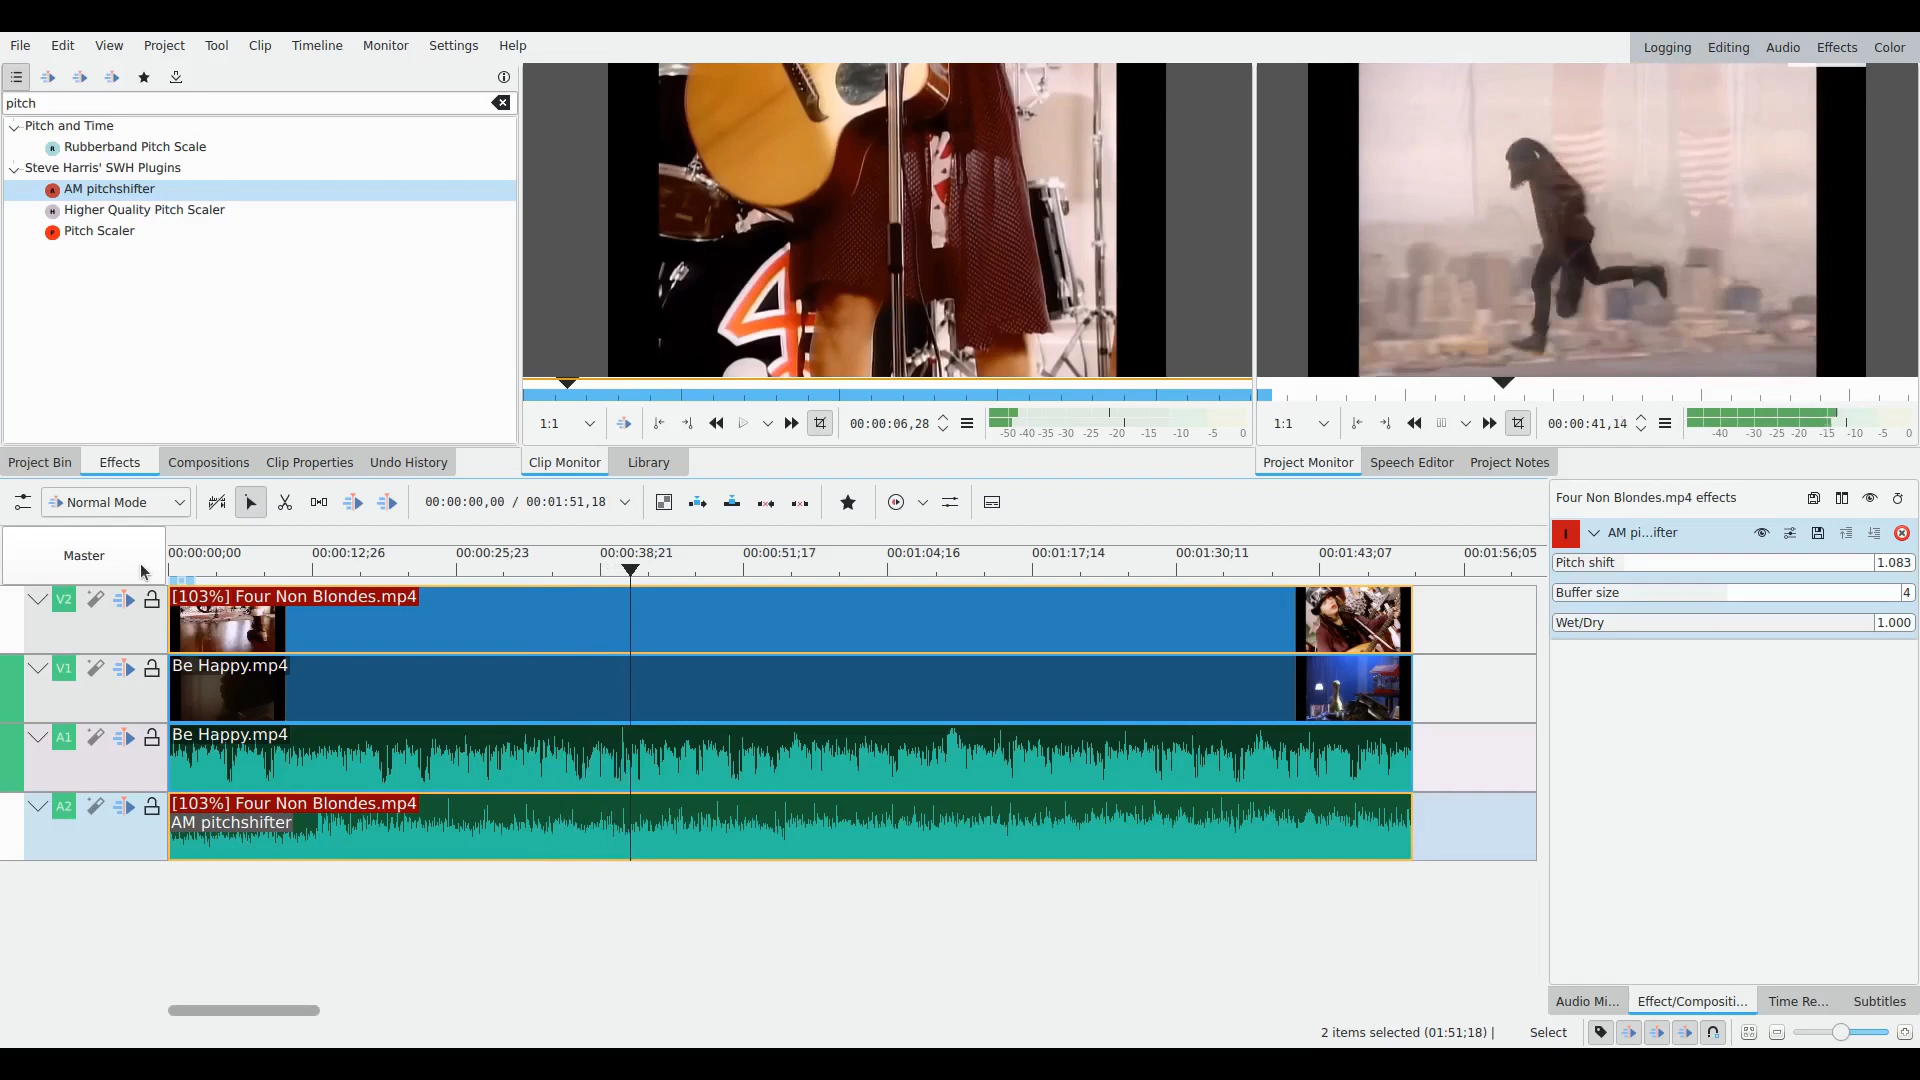 File Edit View Project Tool Clip Timeline Monitor Settings Help
Logging Editing Audio Effects Color
pitch
Pitch and Time
Rubberband Pitch Scale
Steve Harris' SWH Plugins
AM pitchshifter
Higher Quality Pitch Scaler
Pitch Scaler
4
1:1 00:00:06,28 -50 -40 -35 -30 -25 -20 -15 -10 -5 0
1:1 00:00:41,14 -40 -30 -25 -20 -15 -10 -5 0
Project Bin Effects Compositions Clip Properties Undo History
Clip Monitor Library
Project Monitor Speech Editor Project Notes
Normal Mode 00:00:00,00 / 00:01:51,18
Four Non Blondes.mp4 effects
AM pi...ifter
Pitch shift 1.083
Buffer size 4
Wet/Dry 1.000
Master
00:00:00;00 00:00:12;26 00:00:25;23 00:00:38;21 00:00:51;17 00:01:04;16 00:01:17;14 00:01:30;11 00:01:43;07 00:01:56;05
V2 [103%] Four Non Blondes.mp4
V1 Be Happy.mp4
A1 Be Happy.mp4
A2 [103%] Four Non Blondes.mp4
AM pitchshifter
Audio Mi... Effect/Compositi... Time Re... Subtitles
2 items selected (01:51;18) | Select